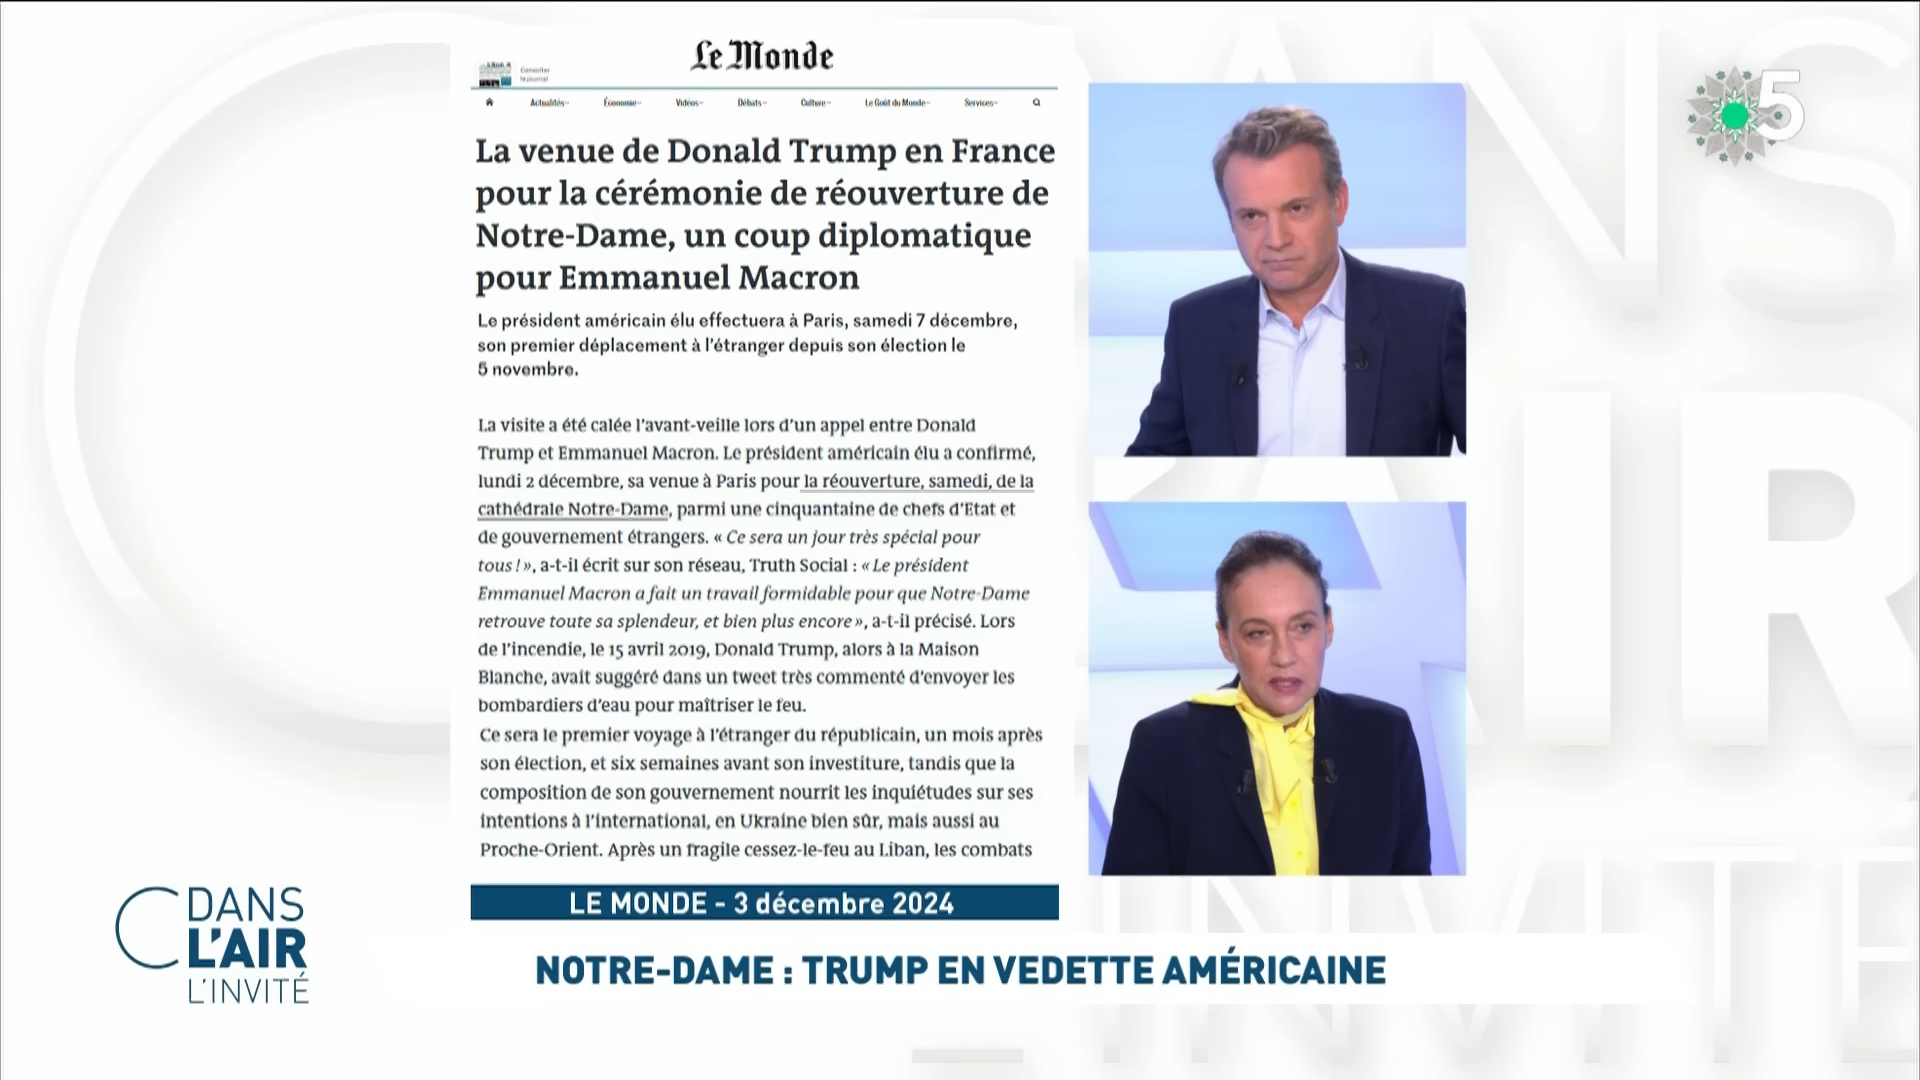 Le Monde
Consulter
le journal
Actualités
Économie
Vidéos
Débats
Culture
Le Goût du Monde
Services
5
La venue de Donald Trump en France
pour la cérémonie de réouverture de
Notre-Dame, un coup diplomatique
pour Emmanuel Macron
Le président américain élu effectuera à Paris, samedi 7 décembre,
son premier déplacement à l'étranger depuis son élection le
5 novembre.
La visite a été calée l'avant-veille lors d'un appel entre Donald
Trump et Emmanuel Macron. Le président américain élu a confirmé,
lundi 2 décembre, sa venue à Paris pour la réouverture, samedi, de la
cathédrale Notre-Dame, parmi une cinquantaine de chefs d'Etat et
de gouvernement étrangers. « Ce sera un jour très spécial pour
tous ! », a-t-il écrit sur son réseau, Truth Social : « Le président
Emmanuel Macron a fait un travail formidable pour que Notre-Dame
retrouve toute sa splendeur, et bien plus encore », a-t-il précisé. Lors
de l'incendie, le 15 avril 2019, Donald Trump, alors à la Maison
Blanche, avait suggéré dans un tweet très commenté d'envoyer les
bombardiers d'eau pour maîtriser le feu.
Ce sera le premier voyage à l'étranger du républicain, un mois après
son élection, et six semaines avant son investiture, tandis que la
composition de son gouvernement nourrit les inquiétudes sur ses
intentions à l'international, en Ukraine bien sûr, mais aussi au
Proche-Orient. Après un fragile cessez-le-feu au Liban, les combats
LE MONDE - 3 décembre 2024
C DANS
L'AIR
L'INVITÉ
NOTRE-DAME : TRUMP EN VEDETTE AMÉRICAINE